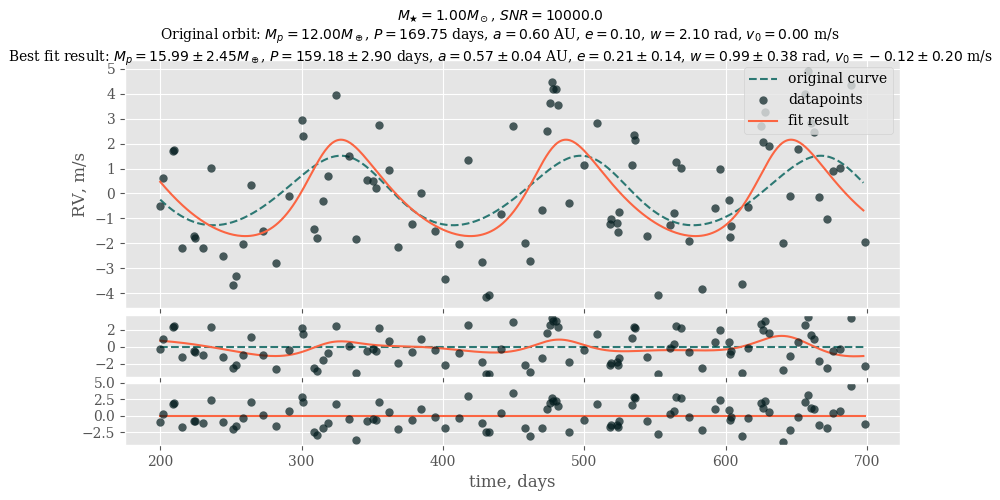 M★ = 1.00M⊙, SNR = 10000.0
Original orbit: Mp = 12.00M⊕, P = 169.75 days, a = 0.60 AU, e = 0.10, w = 2.10 rad, v0 = 0.00 m/s
Best fit result: Mp = 15.99 ± 2.45M⊕, P = 159.18 ± 2.90 days, a = 0.57 ± 0.04 AU, e = 0.21 ± 0.14, w = 0.99 ± 0.38 rad, v0 = −0.12 ± 0.20 m/s
original curve
datapoints
fit result
RV, m/s
5
4
3
2
1
0
−1
−2
−3
−4
2
0
−2
5.0
2.5
0.0
−2.5
200 300 400 500 600 700
time, days